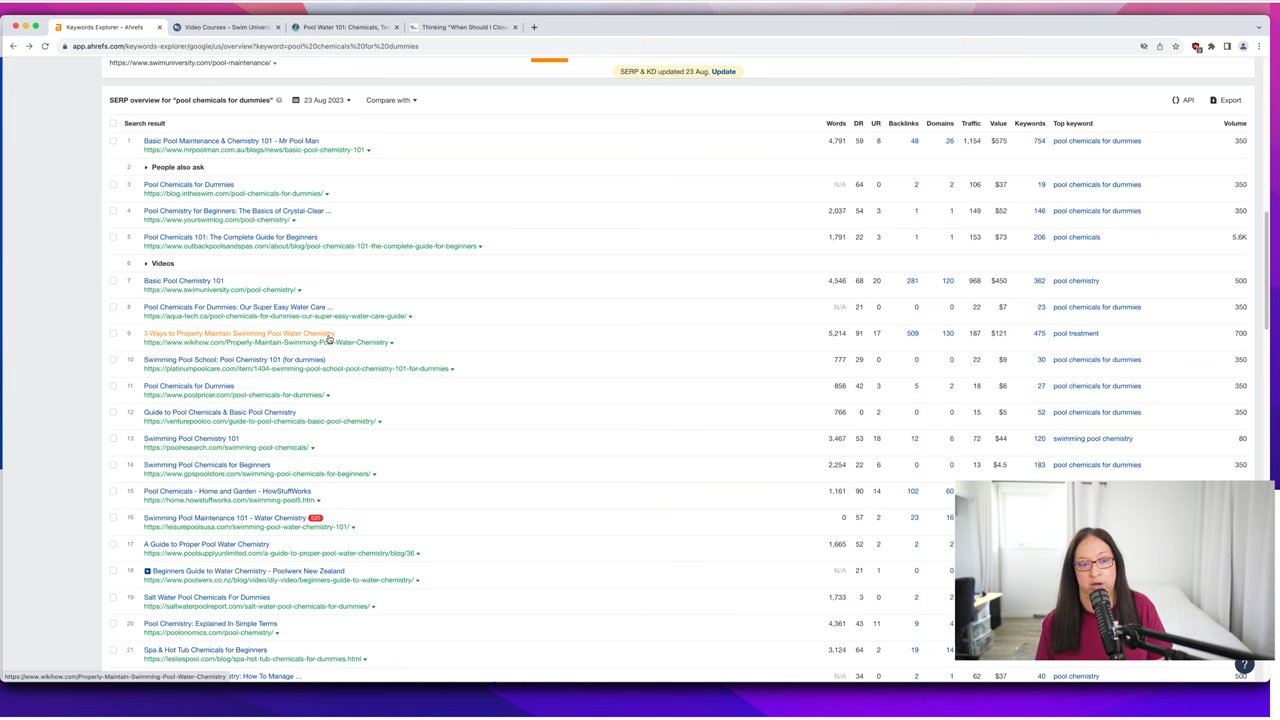 Keywords Explorer - Ahrefs × Video Courses - Swim Univers × Pool Water 101: Chemicals, Tes × Thinking "When Should I Close × +
app.ahrefs.com/keywords-explorer/google/us/overview?keyword=pool%20chemicals%20for%20dummies
https://www.swimuniversity.com/pool-maintenance/
SERP & KD updated 23 Aug. Update
SERP overview for "pool chemicals for dummies" 23 Aug 2023 Compare with {} API Export
Search result Words DR UR Backlinks Domains Traffic Value Keywords Top keyword Volume
1 Basic Pool Maintenance & Chemistry 101 - Mr Pool Man 4,791 59 8 48 26 1,154 $575 754 pool chemicals for dummies 350
https://www.mrpoolman.com.au/blogs/news/basic-pool-chemistry-101
2 People also ask
3 Pool Chemicals for Dummies N/A 64 0 2 2 106 $37 19 pool chemicals for dummies 350
https://blog.intheswim.com/pool-chemicals-for-dummies/
4 Pool Chemistry for Beginners: The Basics of Crystal-Clear ... 2,037 54 3 1 1 149 $52 146 pool chemicals for dummies 350
https://www.yourswimlog.com/pool-chemistry/
5 Pool Chemicals 101: The Complete Guide for Beginners 1,791 22 3 1 1 153 $73 206 pool chemicals 5.6K
https://www.outbackpoolsandspas.com/about/blog/pool-chemicals-101-the-complete-guide-for-beginners
6 Videos
7 Basic Pool Chemistry 101 4,546 68 20 281 120 968 $450 362 pool chemistry 500
https://www.swimuniversity.com/pool-chemistry/
8 Pool Chemicals For Dummies: Our Super Easy Water Care ... N/A 21 0 0 0 22 $7 23 pool chemicals for dummies 350
https://aqua-tech.ca/pool-chemicals-for-dummies-our-super-easy-water-care-guide/
9 3 Ways to Properly Maintain Swimming Pool Water Chemistry 5,214 91 17 509 130 187 $121 475 pool treatment 700
https://www.wikihow.com/Properly-Maintain-Swimming-Pool-Water-Chemistry
10 Swimming Pool School: Pool Chemistry 101 (for dummies) 777 29 0 0 0 22 $9 30 pool chemicals for dummies 350
https://platinumpoolcare.com/item/1404-swimming-pool-school-pool-chemistry-101-for-dummies
11 Pool Chemicals for Dummies 856 42 3 5 2 18 $6 27 pool chemicals for dummies 350
https://www.poolpricer.com/pool-chemicals-for-dummies/
12 Guide to Pool Chemicals & Basic Pool Chemistry 766 0 2 0 0 15 $5 52 pool chemicals for dummies 350
https://venturepoolco.com/guide-to-pool-chemicals-basic-pool-chemistry/
13 Swimming Pool Chemistry 101 3,467 53 18 12 6 72 $44 120 swimming pool chemistry 80
https://poolresearch.com/swimming-pool-chemicals/
14 Swimming Pool Chemicals for Beginners 2,254 22 6 0 0 13 $4.5 183 pool chemicals for dummies 350
https://www.gpspoolstore.com/swimming-pool-chemicals-for-beginners/
15 Pool Chemicals - Home and Garden - HowStuffWorks 1,161 90 14 102 60
https://home.howstuffworks.com/swimming-pool5.htm
16 Swimming Pool Maintenance 101 - Water Chemistry 520 0 57 2 23 16
https://leisurepoolsusa.com/swimming-pool-water-chemistry-101/
17 A Guide to Proper Pool Water Chemistry 1,665 52 2 2 2
https://www.poolsupplyunlimited.com/a-guide-to-proper-pool-water-chemistry/blog/36
18 Beginners Guide to Water Chemistry - Poolwerx New Zealand N/A 21 1 0 0
https://www.poolwerx.co.nz/blog/video/diy-video/beginners-guide-to-water-chemistry/
19 Salt Water Pool Chemicals For Dummies 1,733 3 0 2 2
https://saltwaterpoolreport.com/salt-water-pool-chemicals-for-dummies/
20 Pool Chemistry: Explained In Simple Terms 4,361 43 11 9 4
https://poolonomics.com/pool-chemistry/
21 Spa & Hot Tub Chemicals for Beginners 3,124 64 2 19 14
https://lesliespool.com/blog/spa-hot-tub-chemicals-for-dummies.html
?
https://www.wikihow.com/Properly-Maintain-Swimming-Pool-Water-Chemistry stry: How To Manage ... N/A 34 0 2 1 62 $37 40 pool chemistry 500